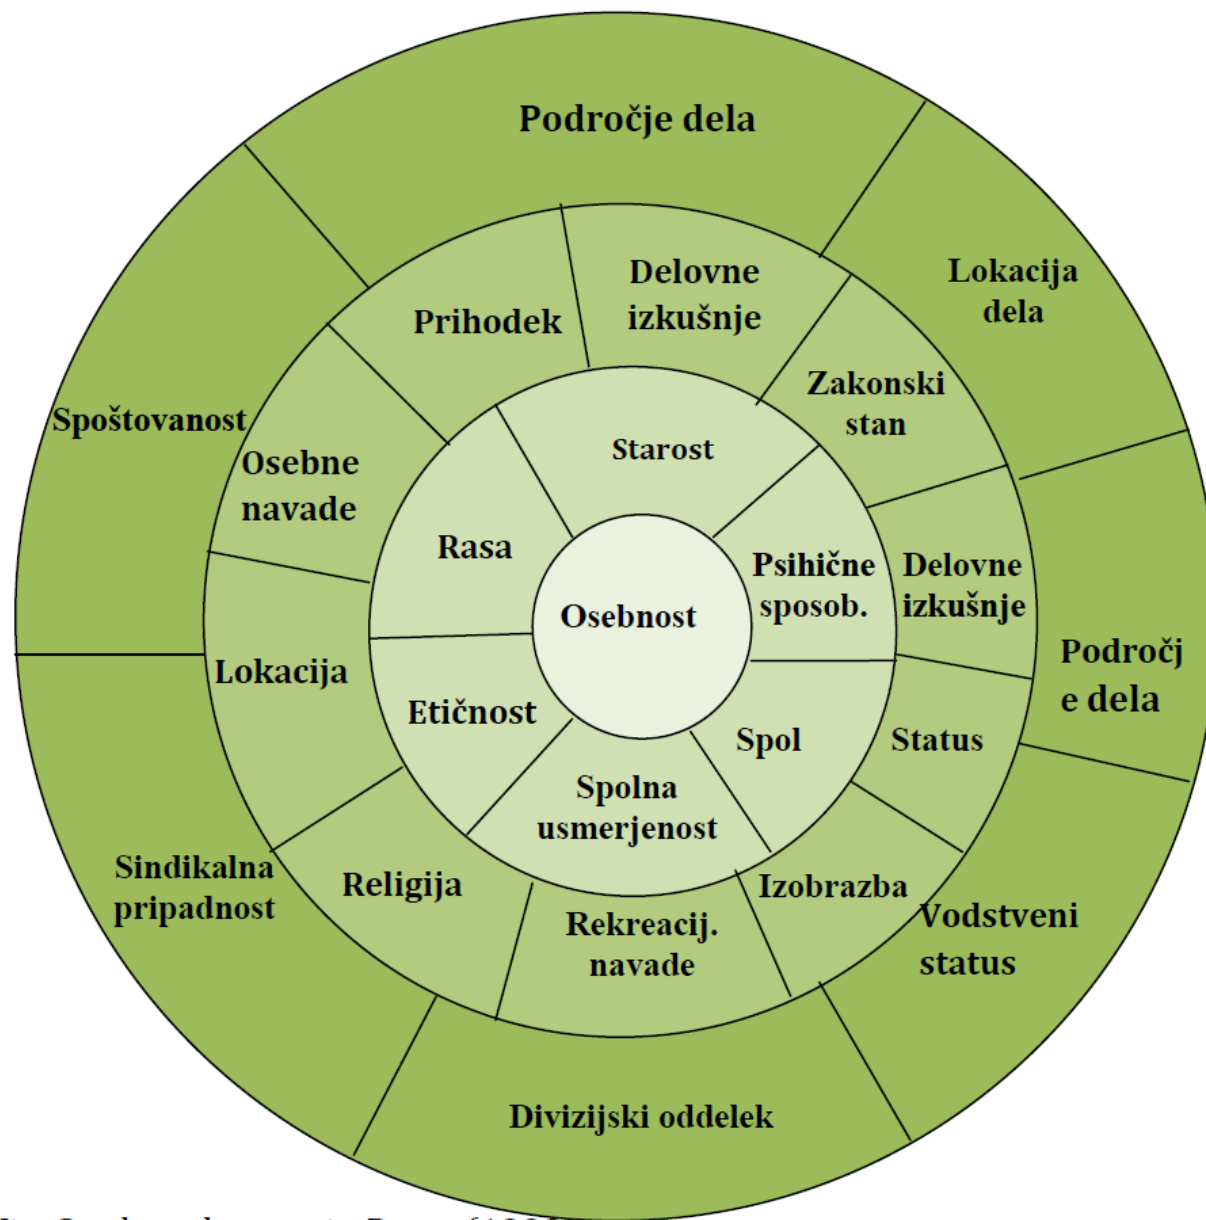 Področje dela
Lokacija
dela
Delovne
izkušnje
Prihodek
Zakonski
stan
Spoštovanost
Osebne
navade
Starost
Rasa
Psihične
sposob.
Delovne
izkušnje
Osebnost
Področj
e dela
Lokacija
Etičnost
Spol
Status
Spolna
usmerjenost
Sindikalna
pripadnost
Religija
Izobrazba
Rekreacij.
navade
Vodstveni
status
Divizijski oddelek